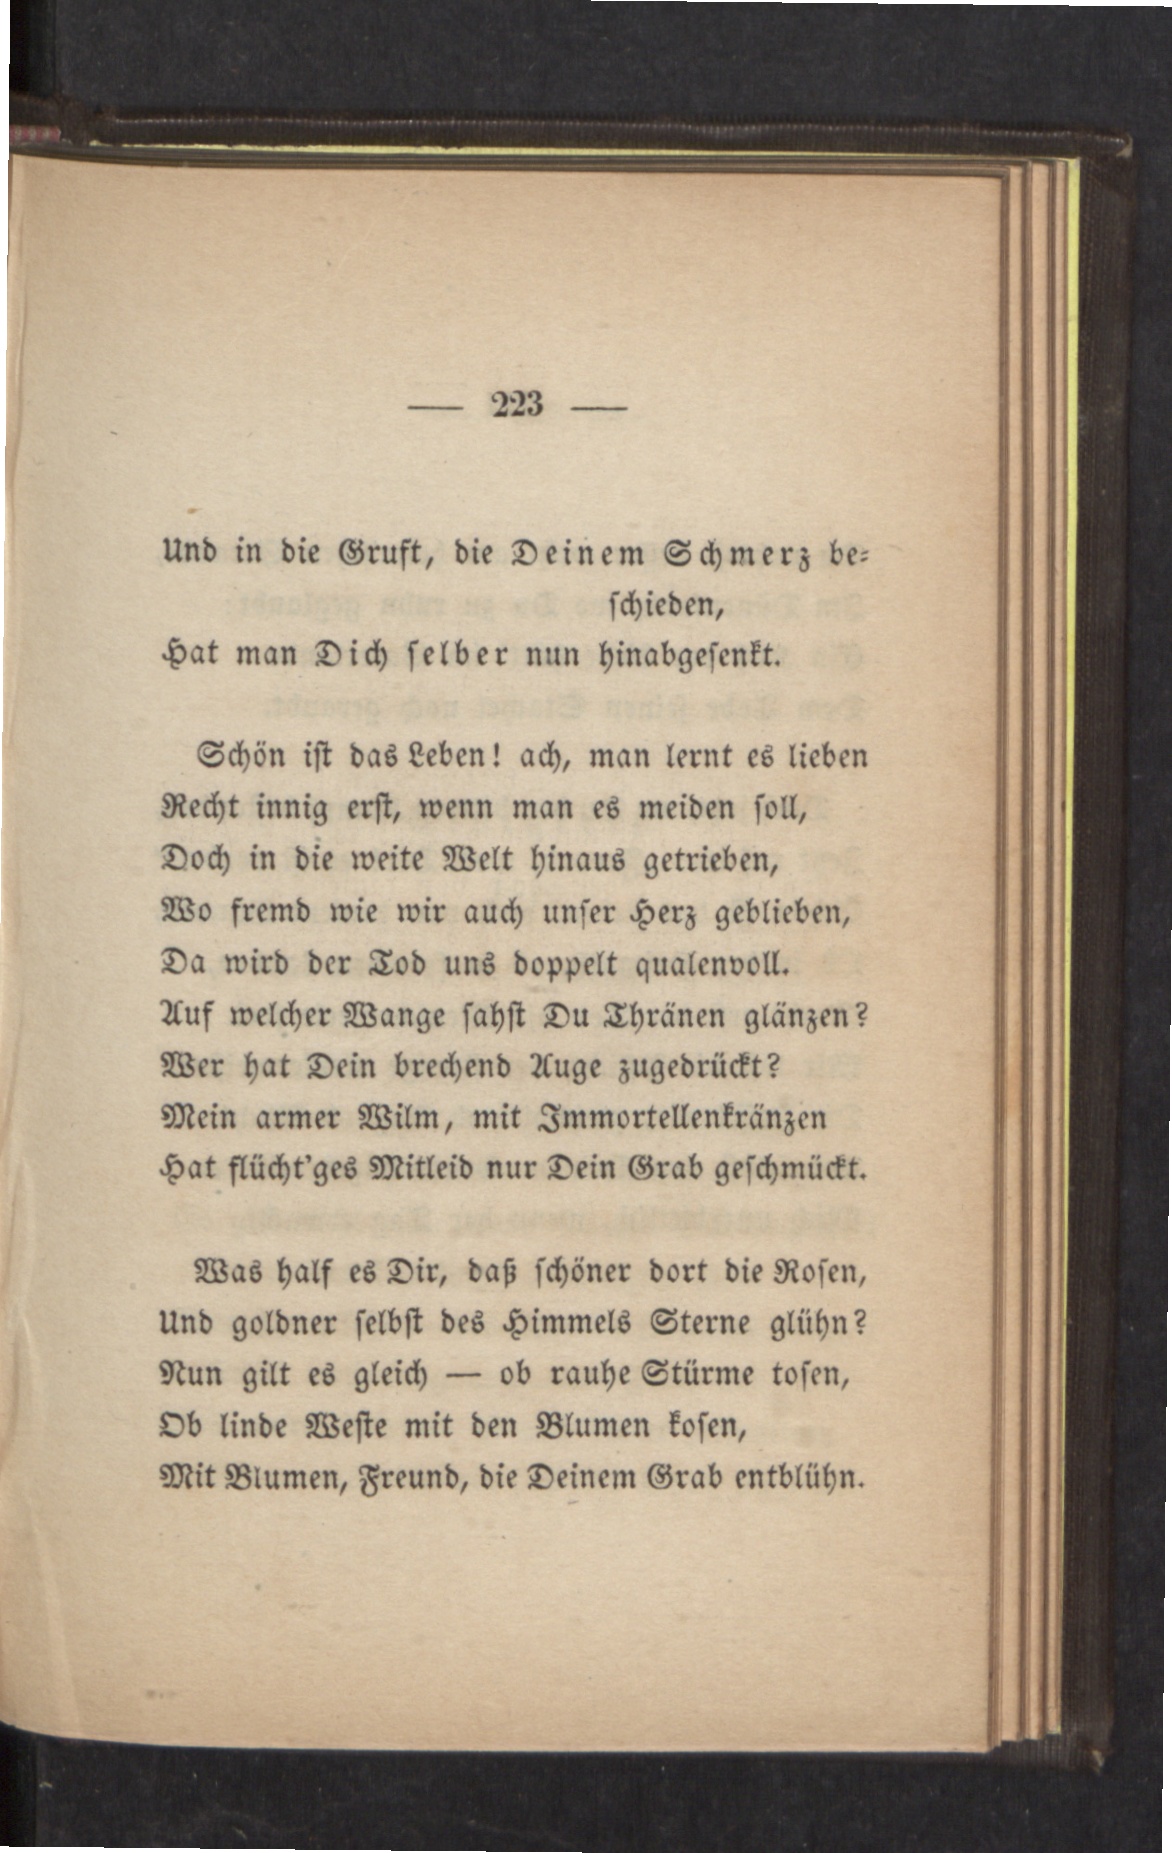 — 223 —
Und in die Gruft, die Deinem Schmerz be-
schieden,
Hat man Dich selber nun hinabgesenkt.
Schön ist das Leben! ach, man lernt es lieben
Recht innig erst, wenn man es meiden soll,
Doch in die weite Welt hinaus getrieben,
Wo fremd wie wir auch unser Herz geblieben,
Da wird der Tod uns doppelt qualenvoll.
Auf welcher Wange sahst Du Thränen glänzen?
Wer hat Dein brechend Auge zugedrückt?
Mein armer Wilm, mit Immortellenkränzen
Hat flücht'ges Mitleid nur Dein Grab geschmückt.
Was half es Dir, daß schöner dort die Rosen,
Und goldner selbst des Himmels Sterne glühn?
Nun gilt es gleich — ob rauhe Stürme tosen,
Ob linde Weste mit den Blumen kosen,
Mit Blumen, Freund, die Deinem Grab entblühn.